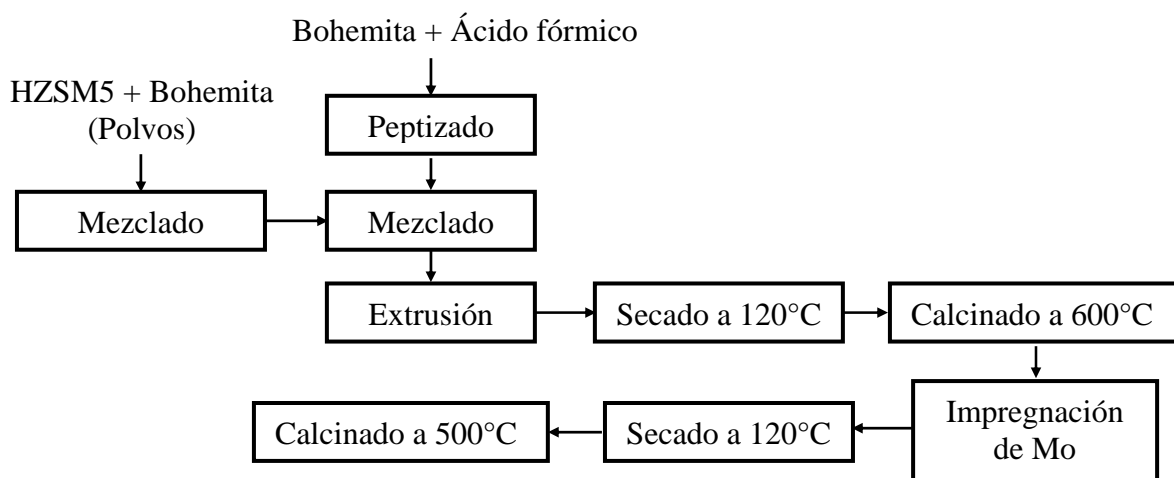 Bohemita + Ácido fórmico
HZSM5 + Bohemita
(Polvos)
Peptizado
Mezclado
Mezclado
Extrusión
Secado a 120°C
Calcinado a 600°C
Impregnación
de Mo
Secado a 120°C
Calcinado a 500°C